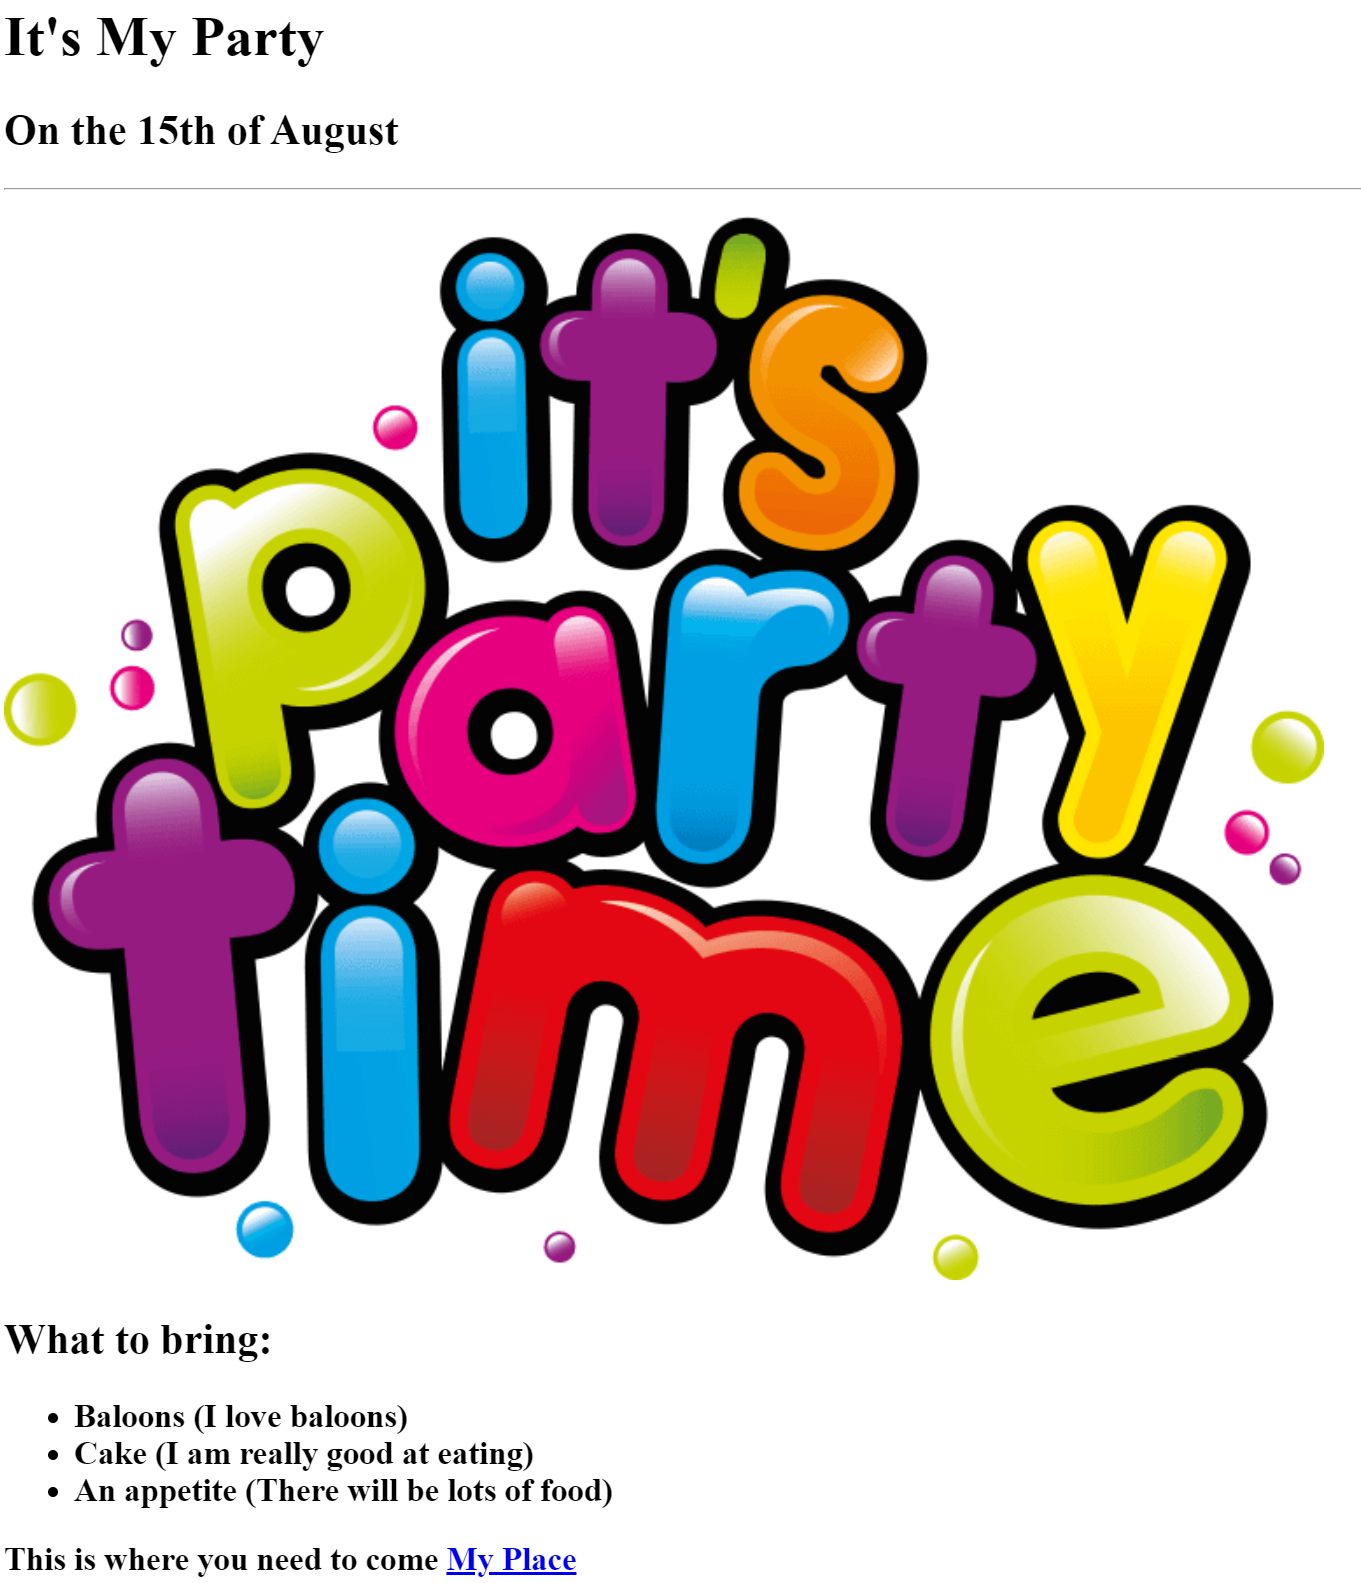 It's My Party
On the 15th of August
it's
party
time
What to bring:
Baloons (I love baloons)
Cake (I am really good at eating)
An appetite (There will be lots of food)
This is where you need to come My Place